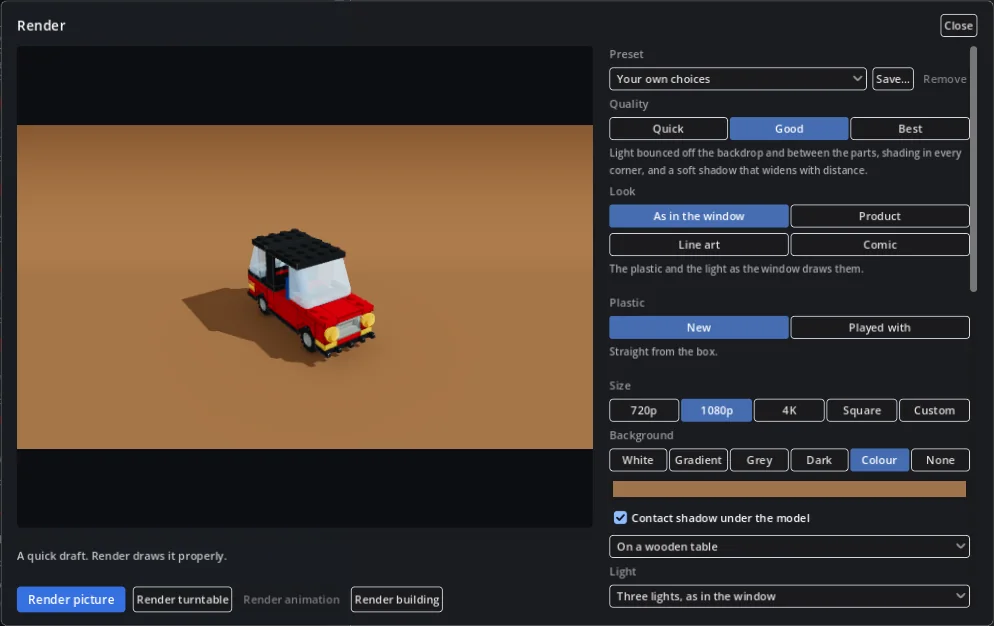 Render
Close
Preset
Your own choices
Save...
Remove
Quality
Quick
Good
Best
Light bounced off the backdrop and between the parts, shading in every
corner, and a soft shadow that widens with distance.
Look
As in the window
Product
Line art
Comic
The plastic and the light as the window draws them.
Plastic
New
Played with
Straight from the box.
Size
720p
1080p
4K
Square
Custom
Background
White
Gradient
Grey
Dark
Colour
None
Contact shadow under the model
On a wooden table
Light
Three lights, as in the window
A quick draft. Render draws it properly.
Render picture
Render turntable
Render animation
Render building